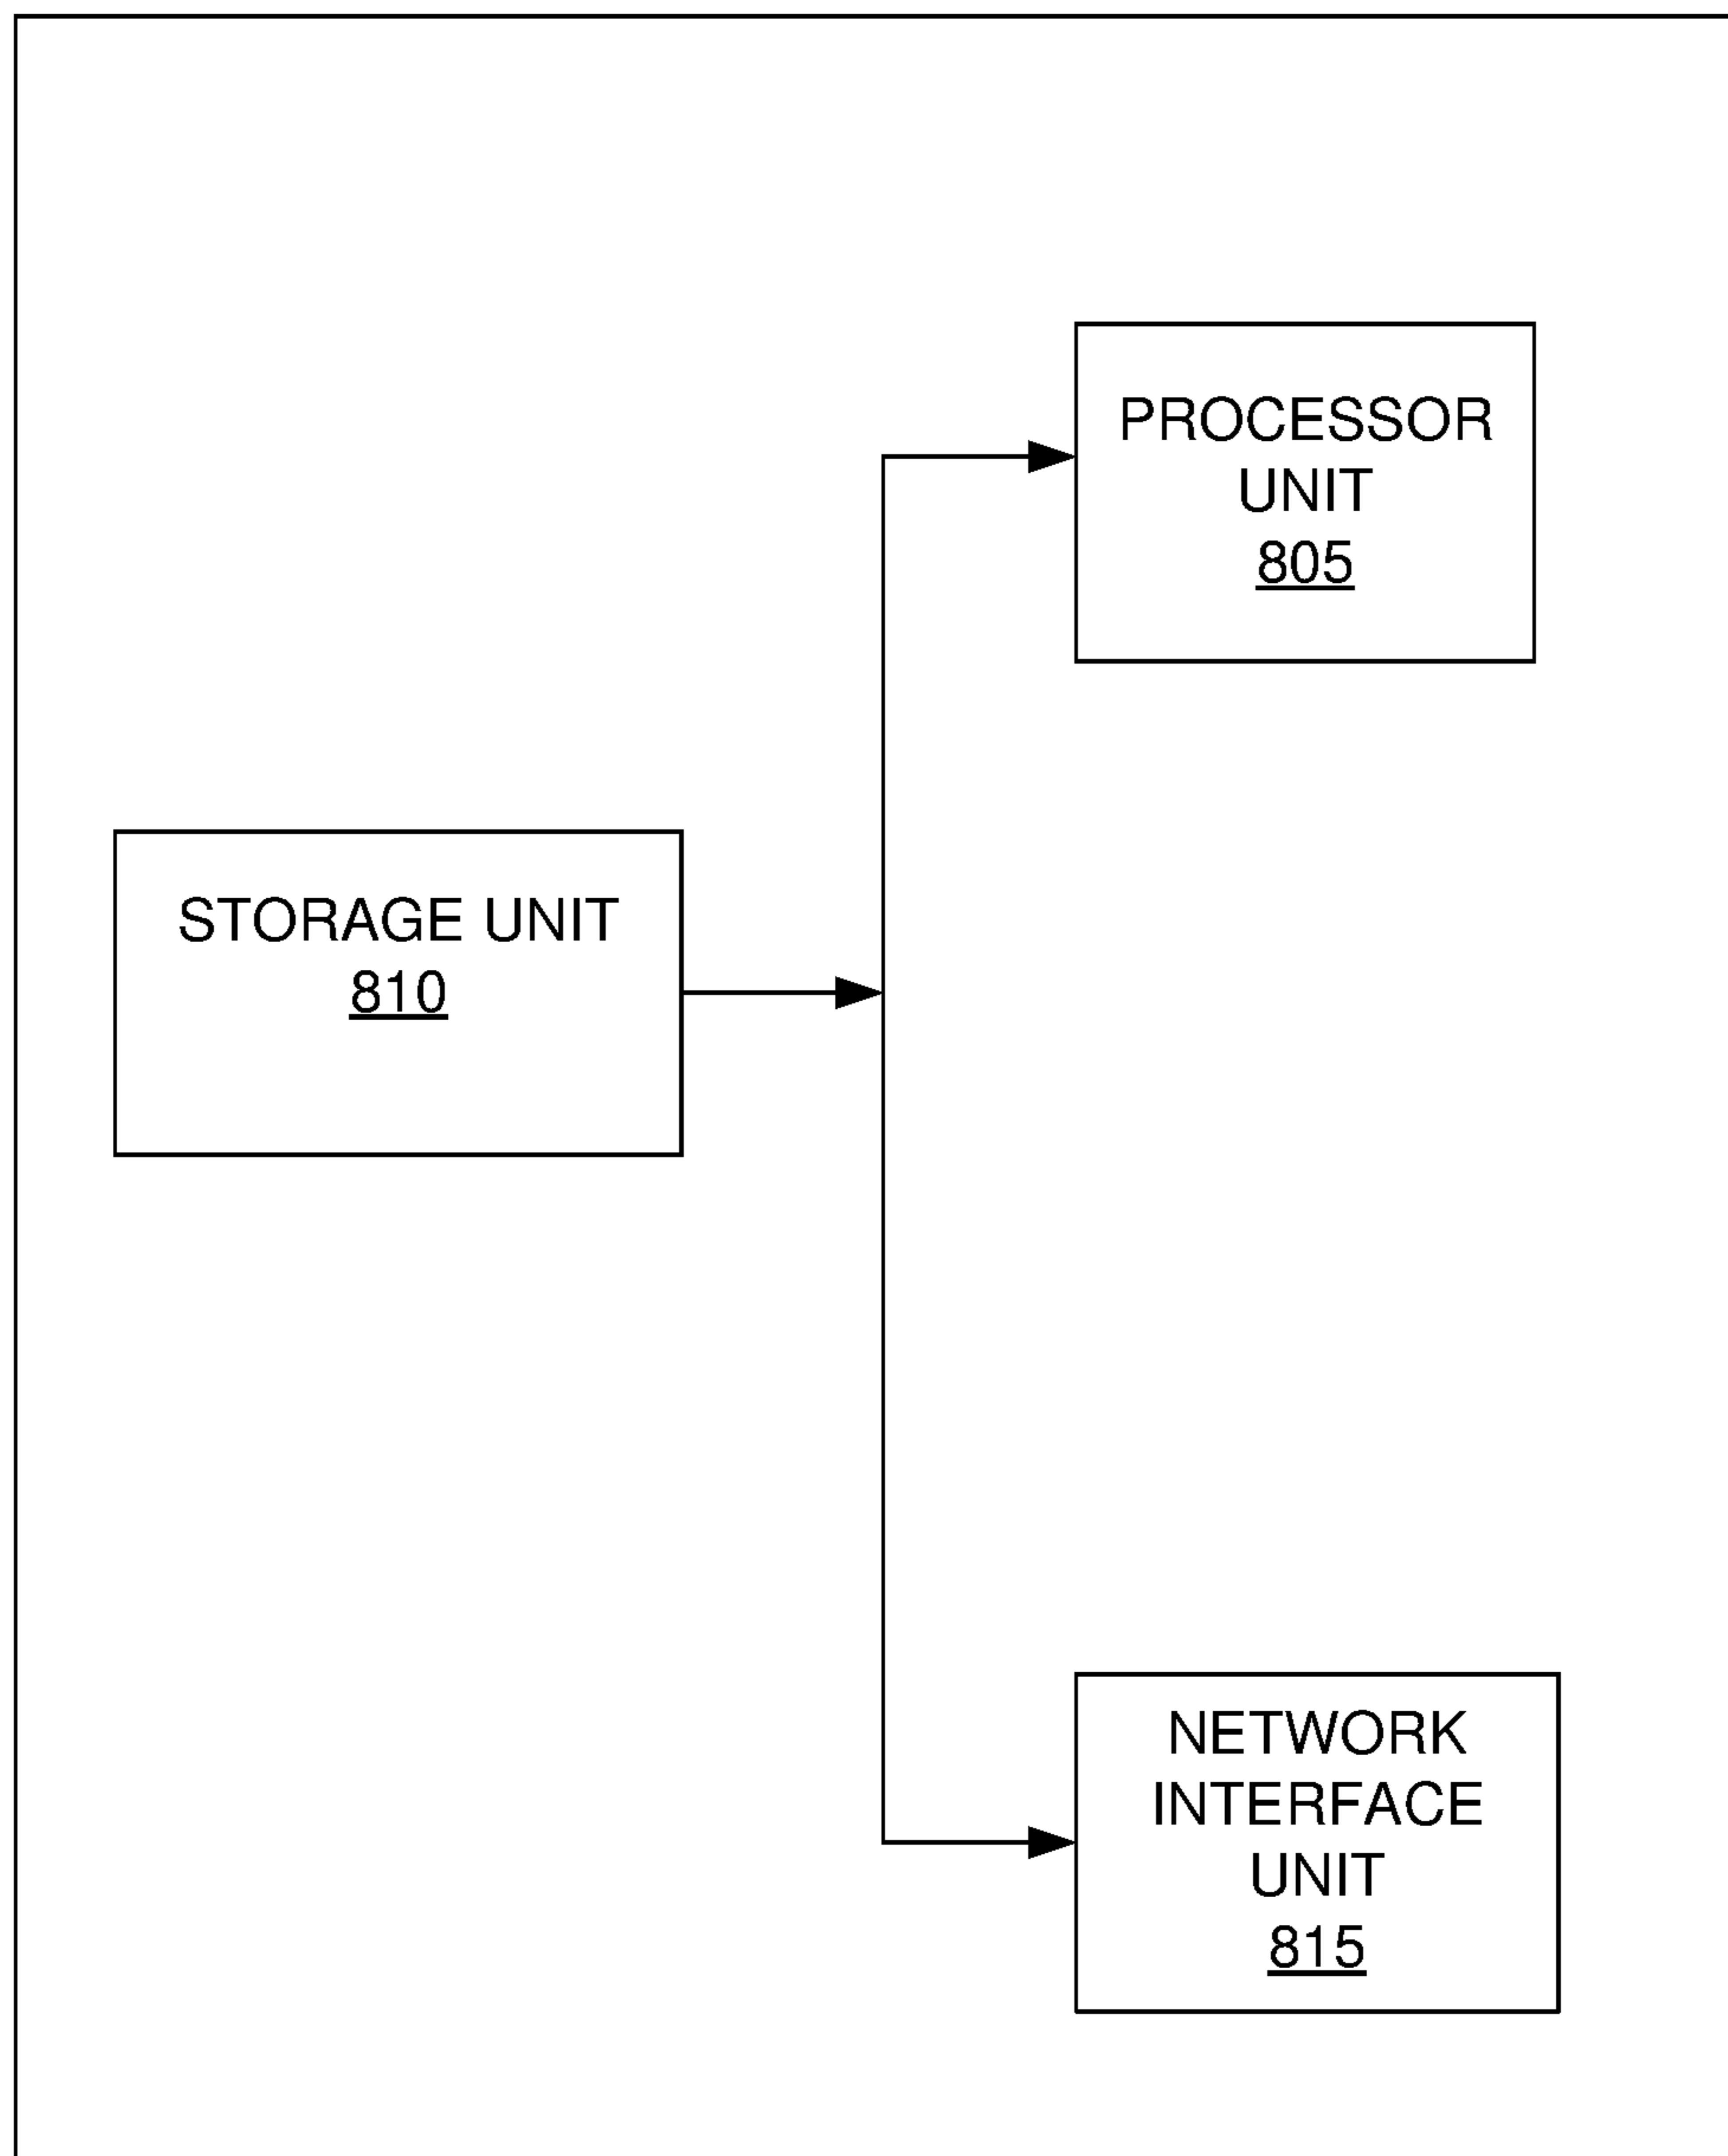 PROCESSOR
UNIT
805
STORAGE UNIT
810
NETWORK
INTERFACE
UNIT
815